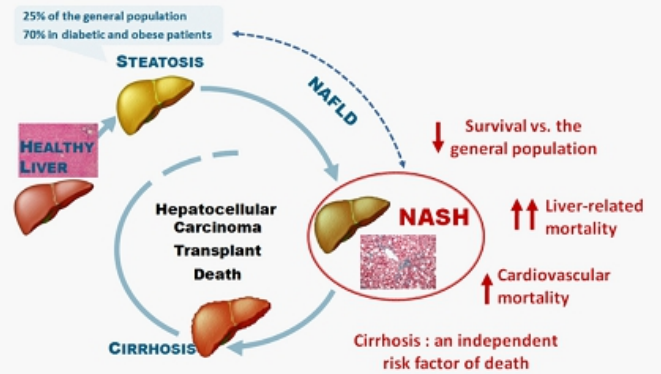 25% of the general population
70% in diabetic and obese patients
STEATOSIS
NAFLD
HEALTHY
LIVER
Survival vs. the
general population
Hepatocellular
Carcinoma
Transplant
Death
NASH
Liver-related
mortality
Cardiovascular
mortality
CIRRHOSIS
Cirrhosis : an independent
risk factor of death